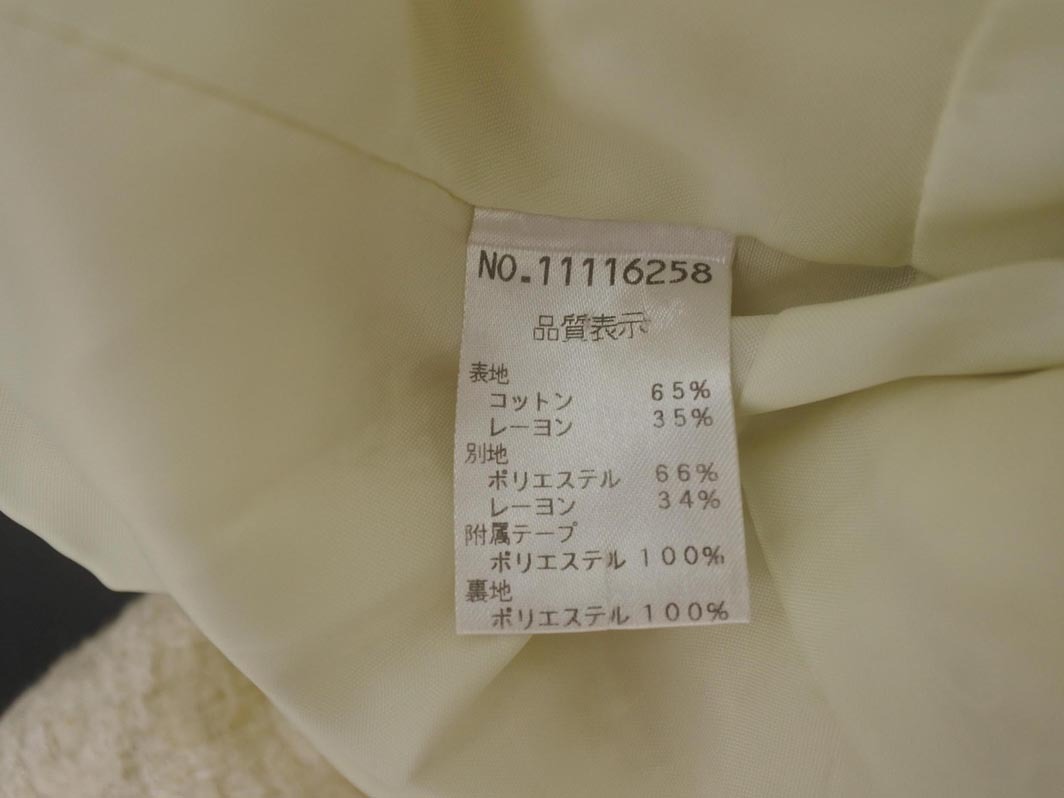 NO.11116258
品質表示
表地
コットン 65%
レーヨン 35%
別地
ポリエステル 66%
レーヨン 34%
附属テープ
ポリエステル 100%
裏地
ポリエステル 100%